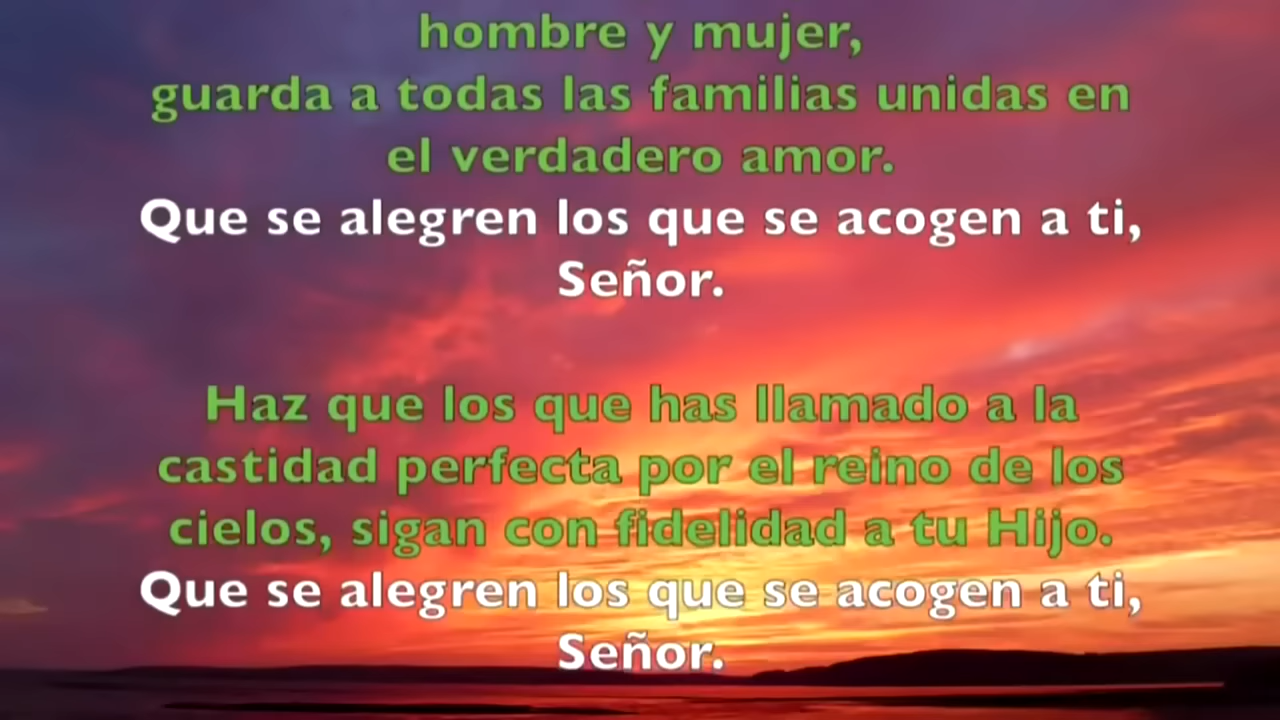 hombre y mujer,
guarda a todas las familias unidas en
el verdadero amor.
Que se alegren los que se acogen a ti,
Señor.
Haz que los que has llamado a la
castidad perfecta por el reino de los
cielos, sigan con fidelidad a tu Hijo.
Que se alegren los que se acogen a ti,
Señor.